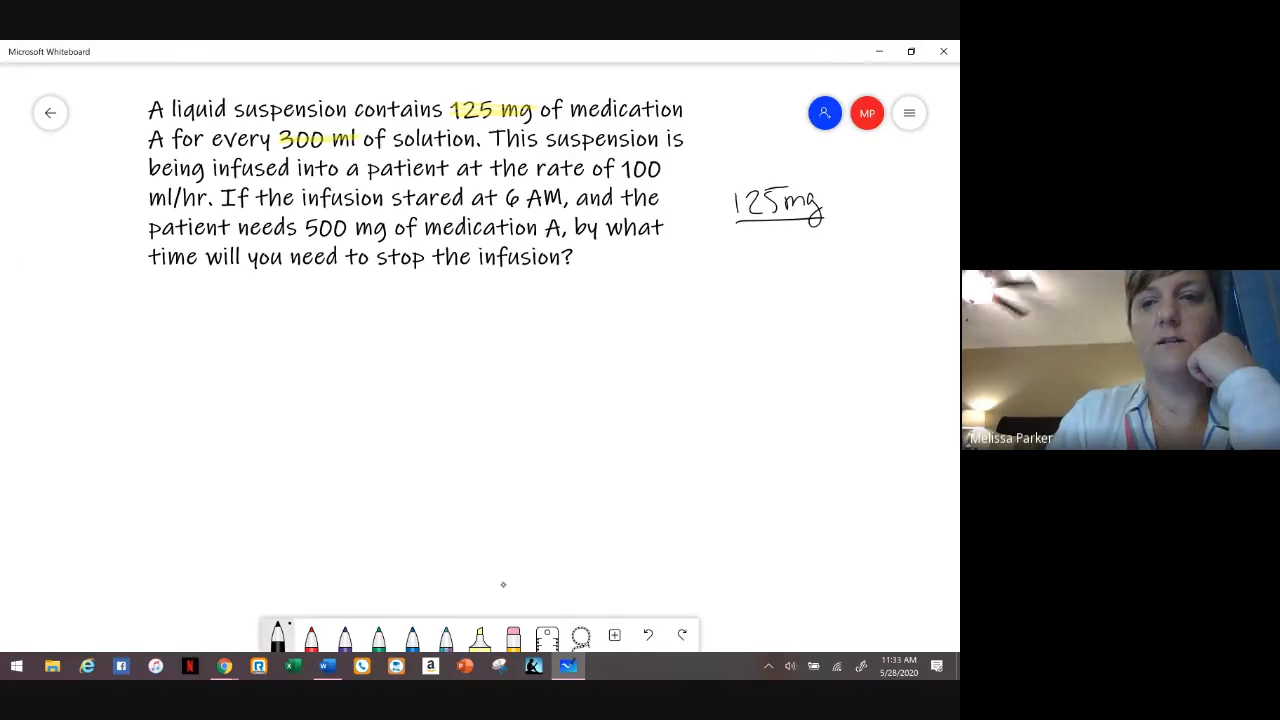 Microsoft Whiteboard
A liquid suspension contains 125 mg of medication
A for every 300 ml of solution. This suspension is
being infused into a patient at the rate of 100
ml/hr. If the infusion stared at 6 AM, and the
patient needs 500 mg of medication A, by what
time will you need to stop the infusion?
MP
125mg
Melissa Parker
11:33 AM
5/28/2020